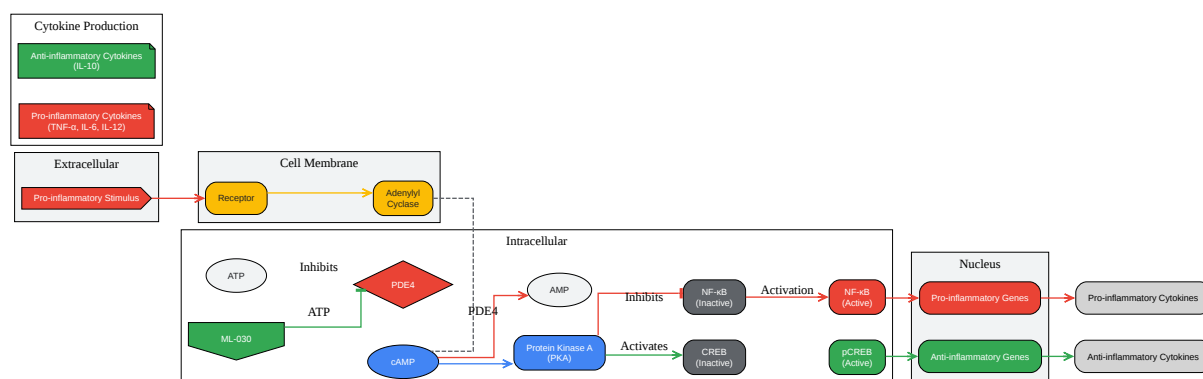 Cytokine Production
Anti-inflammatory Cytokines
(IL-10)
Pro-inflammatory Cytokines
(TNF-α, IL-6, IL-12)
Extracellular
Pro-inflammatory Stimulus
Cell Membrane
Receptor
Adenylyl
Cyclase
Intracellular
ATP
Inhibits
PDE4
ATP
ML-030
cAMP
PDE4
AMP
Protein Kinase A
(PKA)
Inhibits
Activates
NF-κB
(Inactive)
CREB
(Inactive)
Activation
NF-κB
(Active)
pCREB
(Active)
Nucleus
Pro-inflammatory Genes
Anti-inflammatory Genes
Pro-inflammatory Cytokines
Anti-inflammatory Cytokines